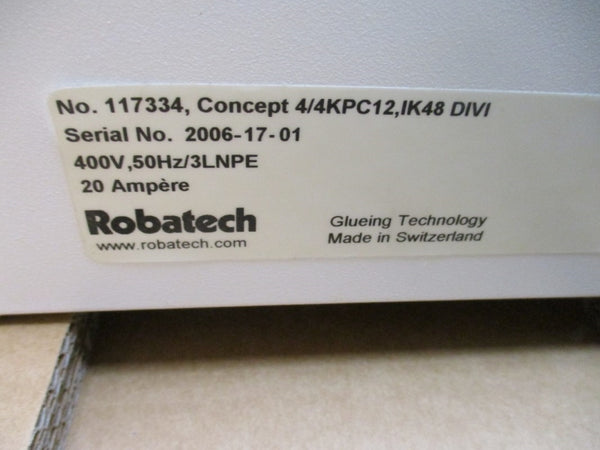 No. 117334, Concept 4/4KPC12,IK48 DIVI
Serial No. 2006-17-01
400V,50Hz/3LNPE
20 Ampère
Robatech
www.robatech.com
Glueing Technology
Made in Switzerland